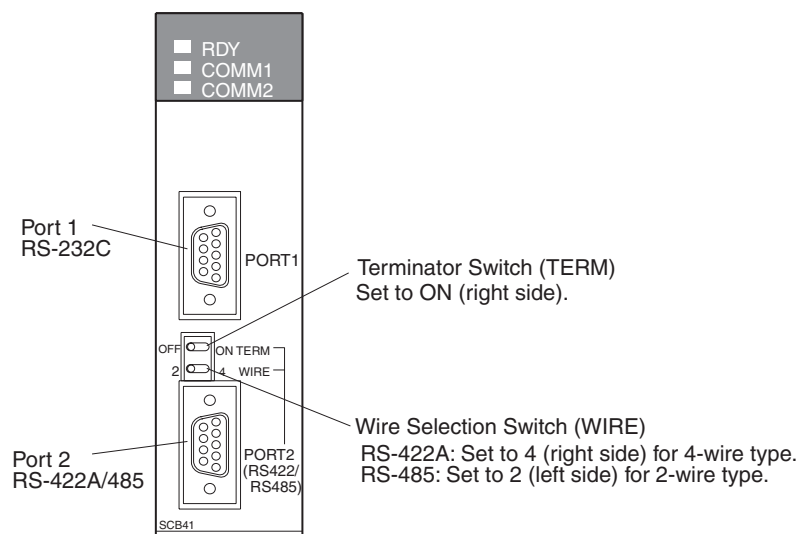 RDY
COMM1
COMM2
Port 1
RS-232C
PORT1
Terminator Switch (TERM)
Set to ON (right side).
OFF ON TERM
2 4 WIRE
Wire Selection Switch (WIRE)
RS-422A: Set to 4 (right side) for 4-wire type.
RS-485: Set to 2 (left side) for 2-wire type.
Port 2
RS-422A/485
PORT2
(RS422/
RS485)
SCB41